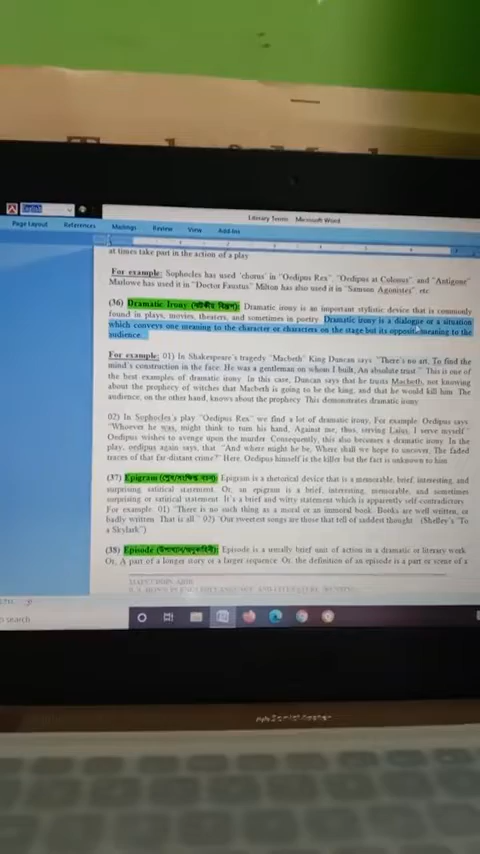 English
Literary Terms - Microsoft Word
Page Layout References Mailings Review View Add-Ins
at times take part in the action of a play
For example: Sophocles has used 'chorus' in "Oedipus Rex", "Oedipus at Colonus", and "Antigone"
Marlowe has used it in "Doctor Faustus" Milton has also used it in "Samson Agonistes" etc
(36) Dramatic Irony (নাটকীয় বিদ্রূপ): Dramatic irony is an important stylistic device that is commonly
found in plays, movies, theaters, and sometimes in poetry. Dramatic irony is a dialogue or a situation
which conveys one meaning to the character or characters on the stage but its opposite meaning to the
audience.
For example: 01) In Shakespeare's tragedy "Macbeth" King Duncan says "There's no art, To find the
mind's construction in the face. He was a gentleman on whom I built, An absolute trust." This is one of
the best examples of dramatic irony. In this case, Duncan says that he trusts Macbeth, not knowing
about the prophecy of witches that Macbeth is going to be the king, and that he would kill him. The
audience, on the other hand, knows about the prophecy. This demonstrates dramatic irony
02) In Sophocles's play "Oedipus Rex" we find a lot of dramatic irony, For example. Oedipus says
"Whoever he was, might think to turn his hand, Against me, thus, serving Laius, I serve myself."
Oedipus wishes to avenge upon the murder. Consequently, this also becomes a dramatic irony. In the
play, oedipus again says, that "And where might he be, Where shall we hope to uncover, The faded
traces of that far-distant crime?" Here, Oedipus himself is the killer but the fact is unknown to him
(37) Epigram: Epigram is a rhetorical device that is a memorable, brief, interesting, and
surprising satirical statement. Or, an epigram is a brief, interesting, memorable, and sometimes
surprising or satirical statement. It's a brief and witty statement which is apparently self-contradictory
For example: 01) "There is no such thing as a moral or an immoral book. Books are well written, or
badly written. That is all." 02) "Our sweetest songs are those that tell of saddest thought" (Shelley's "To
a Skylark")
(38) Episode: Episode is a usually brief unit of action in a dramatic or literary work
Or, A part of a longer story or a larger sequence. Or. the definition of an episode is a part or scene of a
search